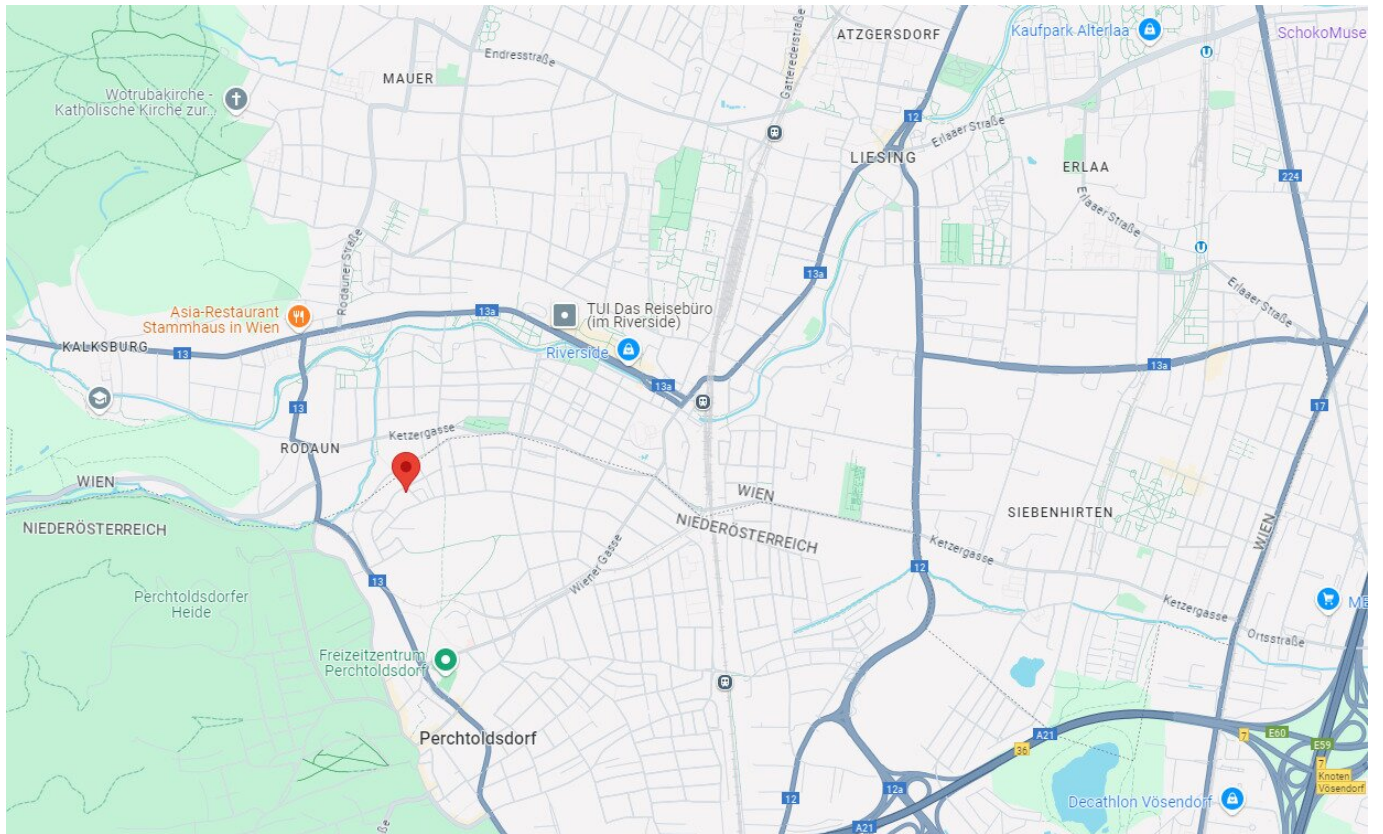 ATZGERSDORF
Kaufpark Alterlaa
SchokoMuse
Endresstraße
Gatterederstraße
MAUER
Wotrubakirche -
Katholische Kirche zur...
12
Erlaaer Straße
LIESING
ERLAA
224
Erlaaer Straße
Rodauner Straße
13a
Erlaaer Straße
Asia-Restaurant
Stammhaus in Wien
13a
TUI Das Reisebüro
(im Riverside)
KALKSBURG
13
Riverside
13a
13a
13
17
Ketzergasse
RODAUN
WIEN
NIEDERÖSTERREICH
WIEN
NIEDERÖSTERREICH
SIEBENHIRTEN
WIEN
Ketzergasse
Wiener Gasse
12
13
Perchtoldsdorfer
Heide
Ketzergasse
ME
Ortsstraße
Freizeitzentrum
Perchtoldsdorf
Perchtoldsdorf
A21
36
7
E60
E59
7
Knoten
Vösendorf
12a
12
Decathlon Vösendorf
A21
aße